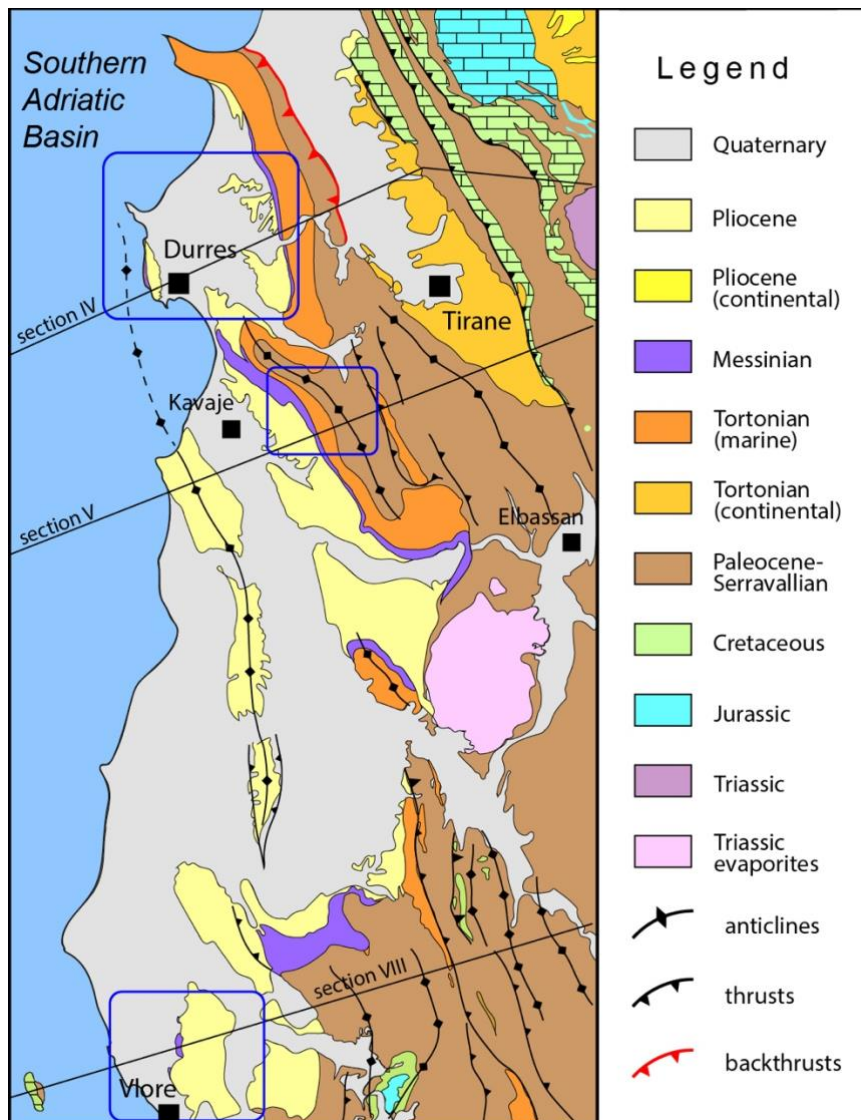 Southern
Adriatic
Basin
Durres
Tirane
section IV
Kavaje
section V
Elbassan
section VIII
Vlore
Legend
Quaternary
Pliocene
Pliocene
(continental)
Messinian
Tortonian
(marine)
Tortonian
(continental)
Paleocene-
Serravallian
Cretaceous
Jurassic
Triassic
Triassic
evaporites
anticlines
thrusts
backthrusts